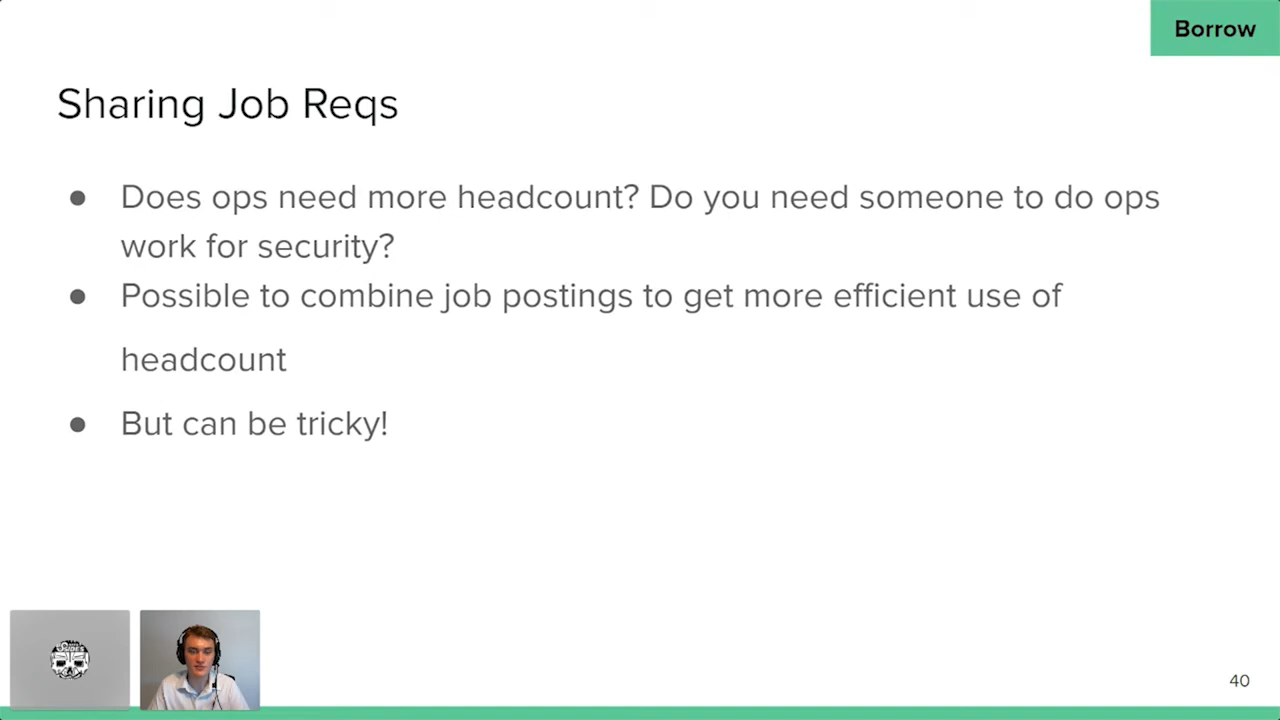 Borrow
Sharing Job Reqs
● Does ops need more headcount? Do you need someone to do ops
work for security?
● Possible to combine job postings to get more efficient use of
headcount
● But can be tricky!
SIDES
40